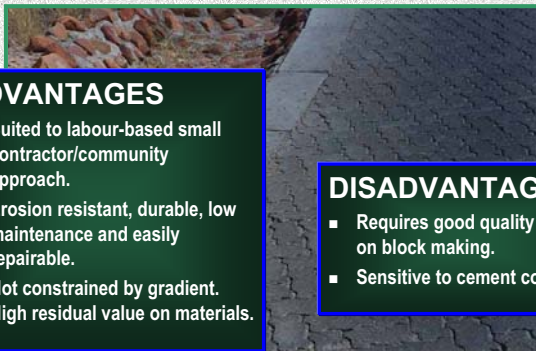 DVANTAGES
uited to labour-based small
ontractor/community
pproach.
rosion resistant, durable, low
maintenance and easily
epairable.
ot constrained by gradient.
igh residual value on materials.
DISADVANTAG
▪ Requires good quality
on block making.
▪ Sensitive to cement co